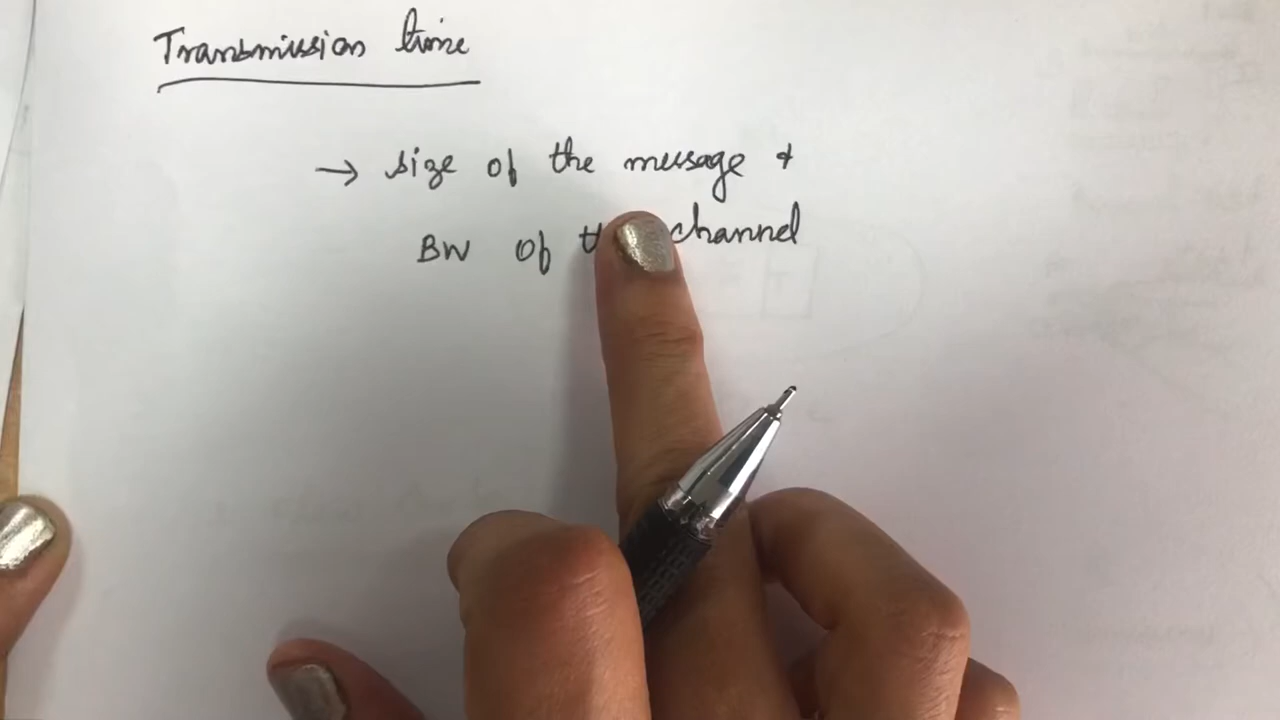 Transmission time
→ size of the message &
BW of channel